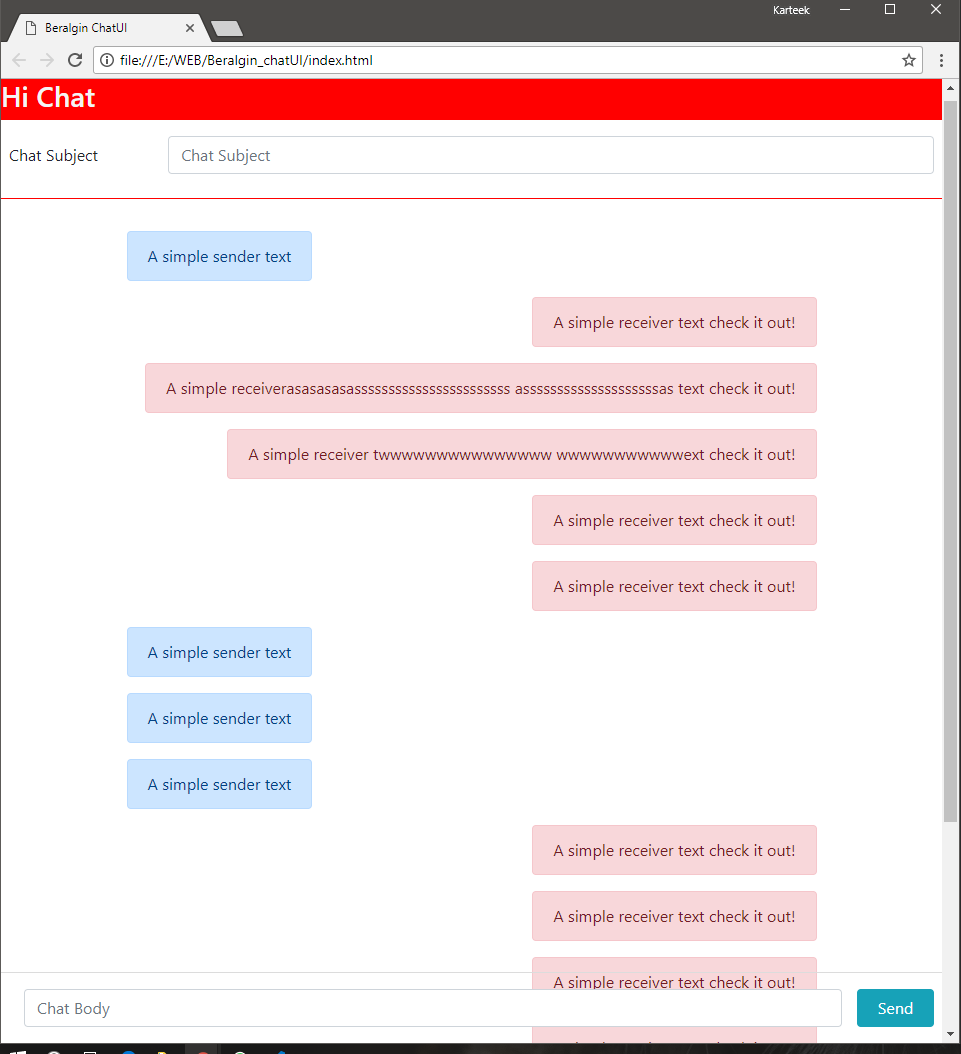 Karteek
Beralgin ChatUI
file:///E:/WEB/Beralgin_chatUI/index.html
Hi Chat
Chat Subject
Chat Subject
A simple sender text
A simple receiver text check it out!
A simple receiverasasasasasssssssssssssssssssssss asssssssssssssssssssssas text check it out!
A simple receiver twwwwwwwwwwwwwwww wwwwwwwwwwwext check it out!
A simple receiver text check it out!
A simple receiver text check it out!
A simple sender text
A simple sender text
A simple sender text
A simple receiver text check it out!
A simple receiver text check it out!
A simple receiver text check it out!
Chat Body
Send